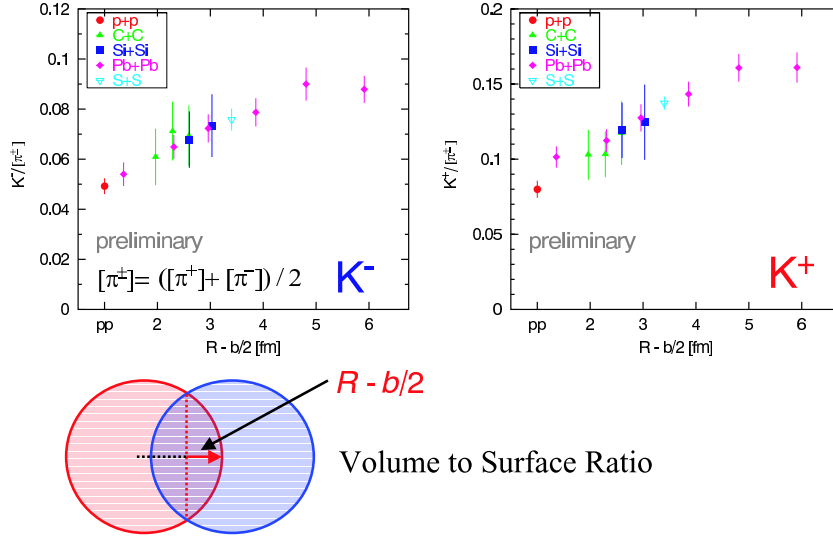 0.12
0.1
0.08
0.06
0.04
0.02
0
K⁻/[π±]
p+p
C+C
Si+Si
Pb+Pb
S+S
preliminary
[π±]= ([π⁺]+ [π⁻]) / 2
K⁻
pp 2 3 4 5 6
R - b/2 [fm]
0.2
0.15
0.1
0.05
0
K⁺/[π±]
p+p
C+C
Si+Si
Pb+Pb
S+S
preliminary
K⁺
pp 2 3 4 5 6
R - b/2 [fm]
R - b/2
Volume to Surface Ratio